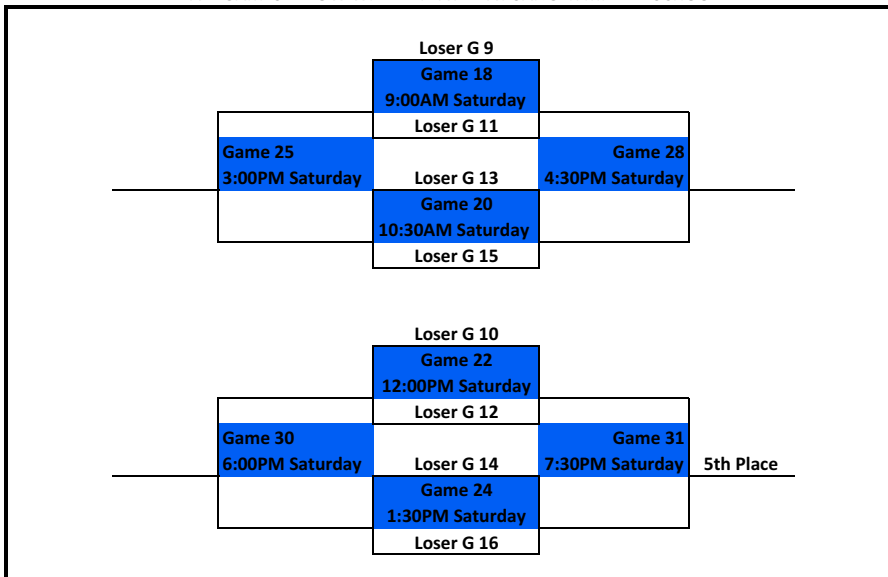 Loser G 9
Game 18
9:00AM Saturday
Loser G 11
Game 25
3:00PM Saturday
Game 28
4:30PM Saturday
Loser G 13
Game 20
10:30AM Saturday
Loser G 15
Loser G 10
Game 22
12:00PM Saturday
Loser G 12
Game 30
6:00PM Saturday
Game 31
7:30PM Saturday
5th Place
Loser G 14
Game 24
1:30PM Saturday
Loser G 16